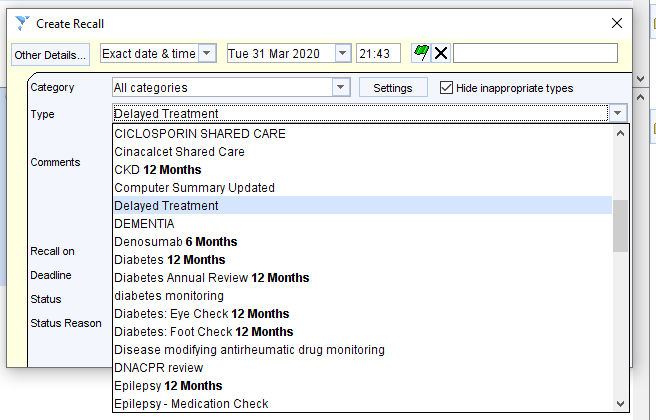 Create Recall
Other Details... Exact date & time Tue 31 Mar 2020 21:43
Category All categories Settings Hide inappropriate types
Type Delayed Treatment
CICLOSPORIN SHARED CARE
Cinacalcet Shared Care
Comments
CKD 12 Months
Computer Summary Updated
Delayed Treatment
DEMENTIA
Recall on
Denosumab 6 Months
Diabetes 12 Months
Deadline
Diabetes Annual Review 12 Months
Status
diabetes monitoring
Diabetes: Eye Check 12 Months
Status Reason
Diabetes: Foot Check 12 Months
Disease modifying antirheumatic drug monitoring
DNACPR review
Epilepsy 12 Months
Epilepsy - Medication Check